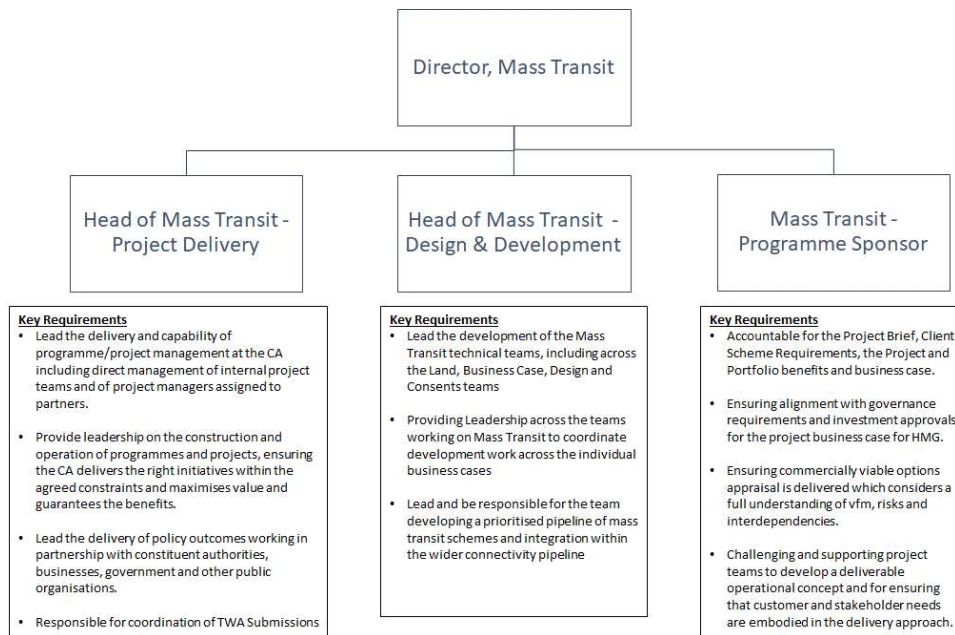 Director, Mass Transit
Head of Mass Transit -
Project Delivery
Head of Mass Transit -
Design & Development
Mass Transit -
Programme Sponsor
Key Requirements
• Lead the delivery and capability of
programme/project management at the CA
including direct management of internal project
teams and of project managers assigned to
partners.
• Provide leadership on the construction and
operation of programmes and projects, ensuring
the CA delivers the right initiatives within the
agreed constraints and maximises value and
guarantees the benefits.
• Lead the delivery of policy outcomes working in
partnership with constituent authorities,
businesses, government and other public
organisations.
• Responsible for coordination of TWA Submissions
Key Requirements
• Lead the development of the Mass
Transit technical teams, including across
the Land, Business Case, Design and
Consents teams
• Providing Leadership across the teams
working on Mass Transit to coordinate
development work across the individual
business cases
• Lead and be responsible for the team
developing a prioritised pipeline of mass
transit schemes and integration within
the wider connectivity pipeline
Key Requirements
• Accountable for the Project Brief, Client
Scheme Requirements, the Project and
Portfolio benefits and business case.
• Ensuring alignment with governance
requirements and investment approvals
for the project business case for HMG.
• Ensuring commercially viable options
appraisal is delivered which considers a
full understanding of vfm, risks and
interdependencies.
• Challenging and supporting project
teams to develop a deliverable
operational concept and for ensuring
that customer and stakeholder needs
are embodied in the delivery approach.